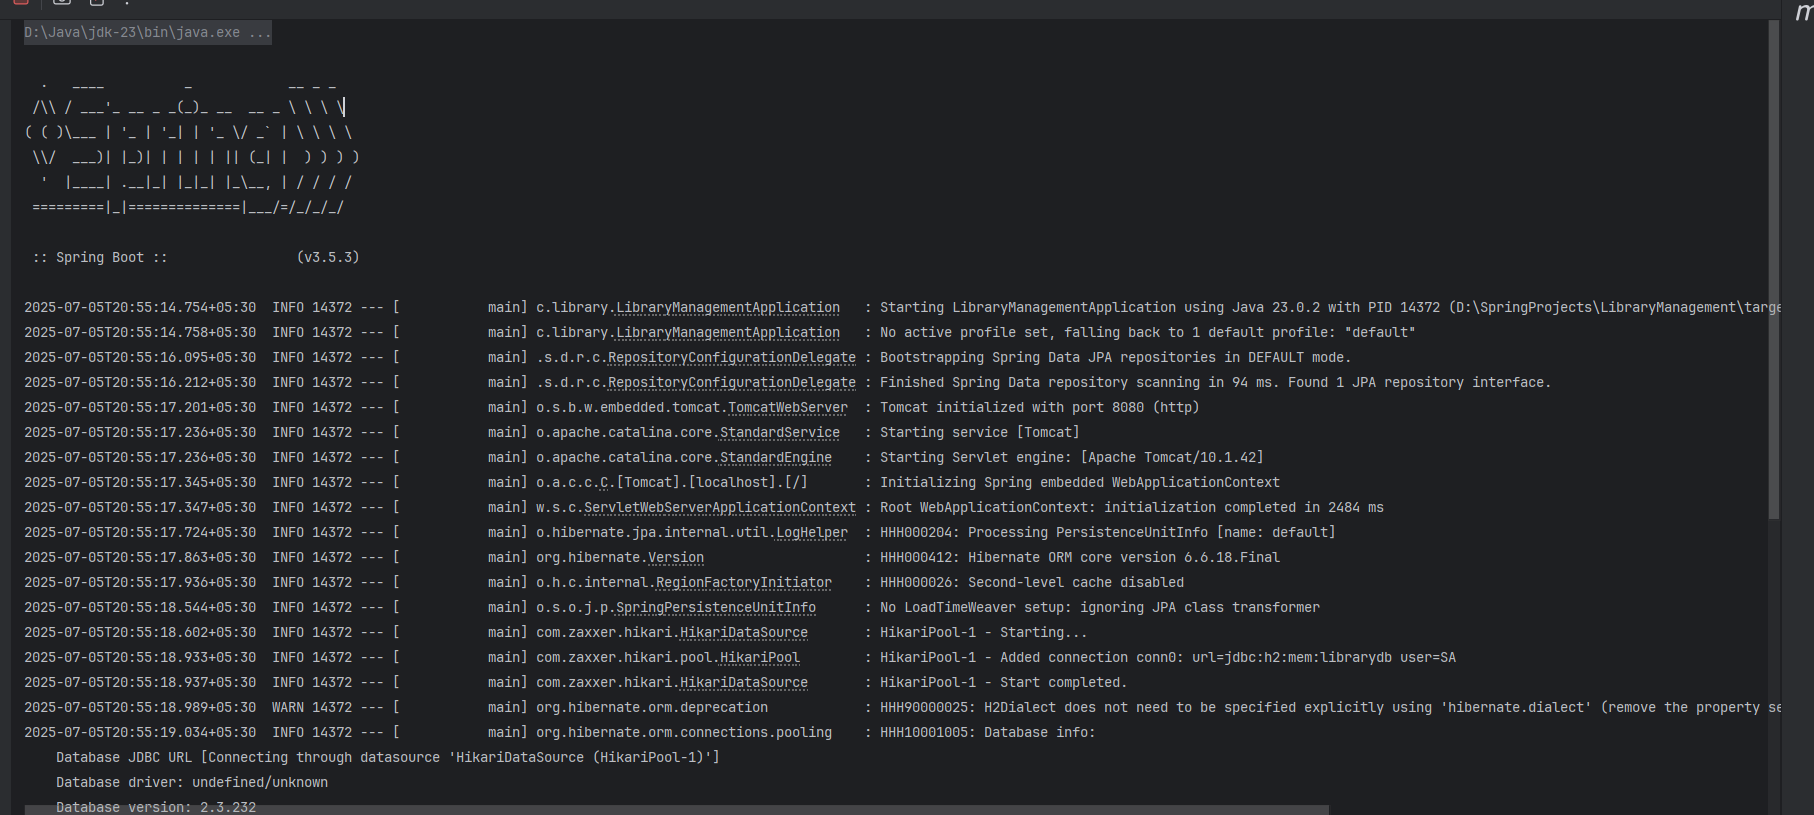 D:\Java\jdk-23\bin\java.exe ...
  .   ____          _            __ _ _
 /\\ / ___'_ __ _ _(_)_ __  __ _ \ \ \ \
( ( )\___ | '_ | '_| | '_ \/ _` | \ \ \ \
 \\/  ___)| |_)| | | | | || (_| |  ) ) ) )
  '  |____| .__|_| |_|_| |_\__, | / / / /
 =========|_|==============|___/=/_/_/_/
 :: Spring Boot ::                (v3.5.3)
2025-07-05T20:55:14.754+05:30  INFO 14372 --- [           main] c.library.LibraryManagementApplication   : Starting LibraryManagementApplication using Java 23.0.2 with PID 14372 (D:\SpringProjects\LibraryManagement\targe
2025-07-05T20:55:14.758+05:30  INFO 14372 --- [           main] c.library.LibraryManagementApplication   : No active profile set, falling back to 1 default profile: "default"
2025-07-05T20:55:16.095+05:30  INFO 14372 --- [           main] .s.d.r.c.RepositoryConfigurationDelegate : Bootstrapping Spring Data JPA repositories in DEFAULT mode.
2025-07-05T20:55:16.212+05:30  INFO 14372 --- [           main] .s.d.r.c.RepositoryConfigurationDelegate : Finished Spring Data repository scanning in 94 ms. Found 1 JPA repository interface.
2025-07-05T20:55:17.201+05:30  INFO 14372 --- [           main] o.s.b.w.embedded.tomcat.TomcatWebServer  : Tomcat initialized with port 8080 (http)
2025-07-05T20:55:17.236+05:30  INFO 14372 --- [           main] o.apache.catalina.core.StandardService   : Starting service [Tomcat]
2025-07-05T20:55:17.236+05:30  INFO 14372 --- [           main] o.apache.catalina.core.StandardEngine    : Starting Servlet engine: [Apache Tomcat/10.1.42]
2025-07-05T20:55:17.345+05:30  INFO 14372 --- [           main] o.a.c.c.C.[Tomcat].[localhost].[/]       : Initializing Spring embedded WebApplicationContext
2025-07-05T20:55:17.347+05:30  INFO 14372 --- [           main] w.s.c.ServletWebServerApplicationContext : Root WebApplicationContext: initialization completed in 2484 ms
2025-07-05T20:55:17.724+05:30  INFO 14372 --- [           main] o.hibernate.jpa.internal.util.LogHelper  : HHH000204: Processing PersistenceUnitInfo [name: default]
2025-07-05T20:55:17.863+05:30  INFO 14372 --- [           main] org.hibernate.Version                    : HHH000412: Hibernate ORM core version 6.6.18.Final
2025-07-05T20:55:17.936+05:30  INFO 14372 --- [           main] o.h.c.internal.RegionFactoryInitiator    : HHH000026: Second-level cache disabled
2025-07-05T20:55:18.544+05:30  INFO 14372 --- [           main] o.s.o.j.p.SpringPersistenceUnitInfo      : No LoadTimeWeaver setup: ignoring JPA class transformer
2025-07-05T20:55:18.602+05:30  INFO 14372 --- [           main] com.zaxxer.hikari.HikariDataSource       : HikariPool-1 - Starting...
2025-07-05T20:55:18.933+05:30  INFO 14372 --- [           main] com.zaxxer.hikari.pool.HikariPool        : HikariPool-1 - Added connection conn0: url=jdbc:h2:mem:librarydb user=SA
2025-07-05T20:55:18.937+05:30  INFO 14372 --- [           main] com.zaxxer.hikari.HikariDataSource       : HikariPool-1 - Start completed.
2025-07-05T20:55:18.989+05:30  WARN 14372 --- [           main] org.hibernate.orm.deprecation            : HHH90000025: H2Dialect does not need to be specified explicitly using 'hibernate.dialect' (remove the property se
2025-07-05T20:55:19.034+05:30  INFO 14372 --- [           main] org.hibernate.orm.connections.pooling    : HHH10001005: Database info:
    Database JDBC URL [Connecting through datasource 'HikariDataSource (HikariPool-1)']
    Database driver: undefined/unknown
    Database version: 2.3.232